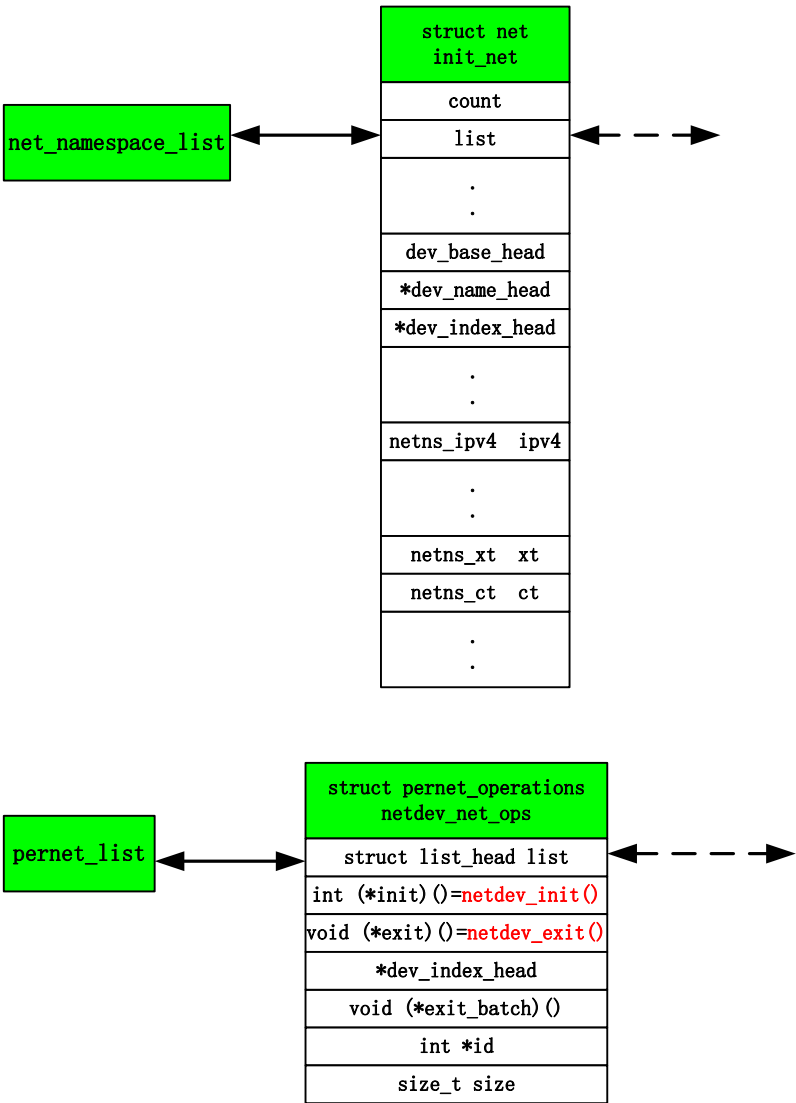 struct net
init_net
count
net_namespace_list
list
.
.
dev_base_head
*dev_name_head
*dev_index_head
.
.
netns_ipv4  ipv4
.
.
netns_xt  xt
netns_ct  ct
.
.
struct pernet_operations
netdev_net_ops
pernet_list
struct list_head list
int (*init)()=netdev_init()
void (*exit)()=netdev_exit()
*dev_index_head
void (*exit_batch)()
int *id
size_t size